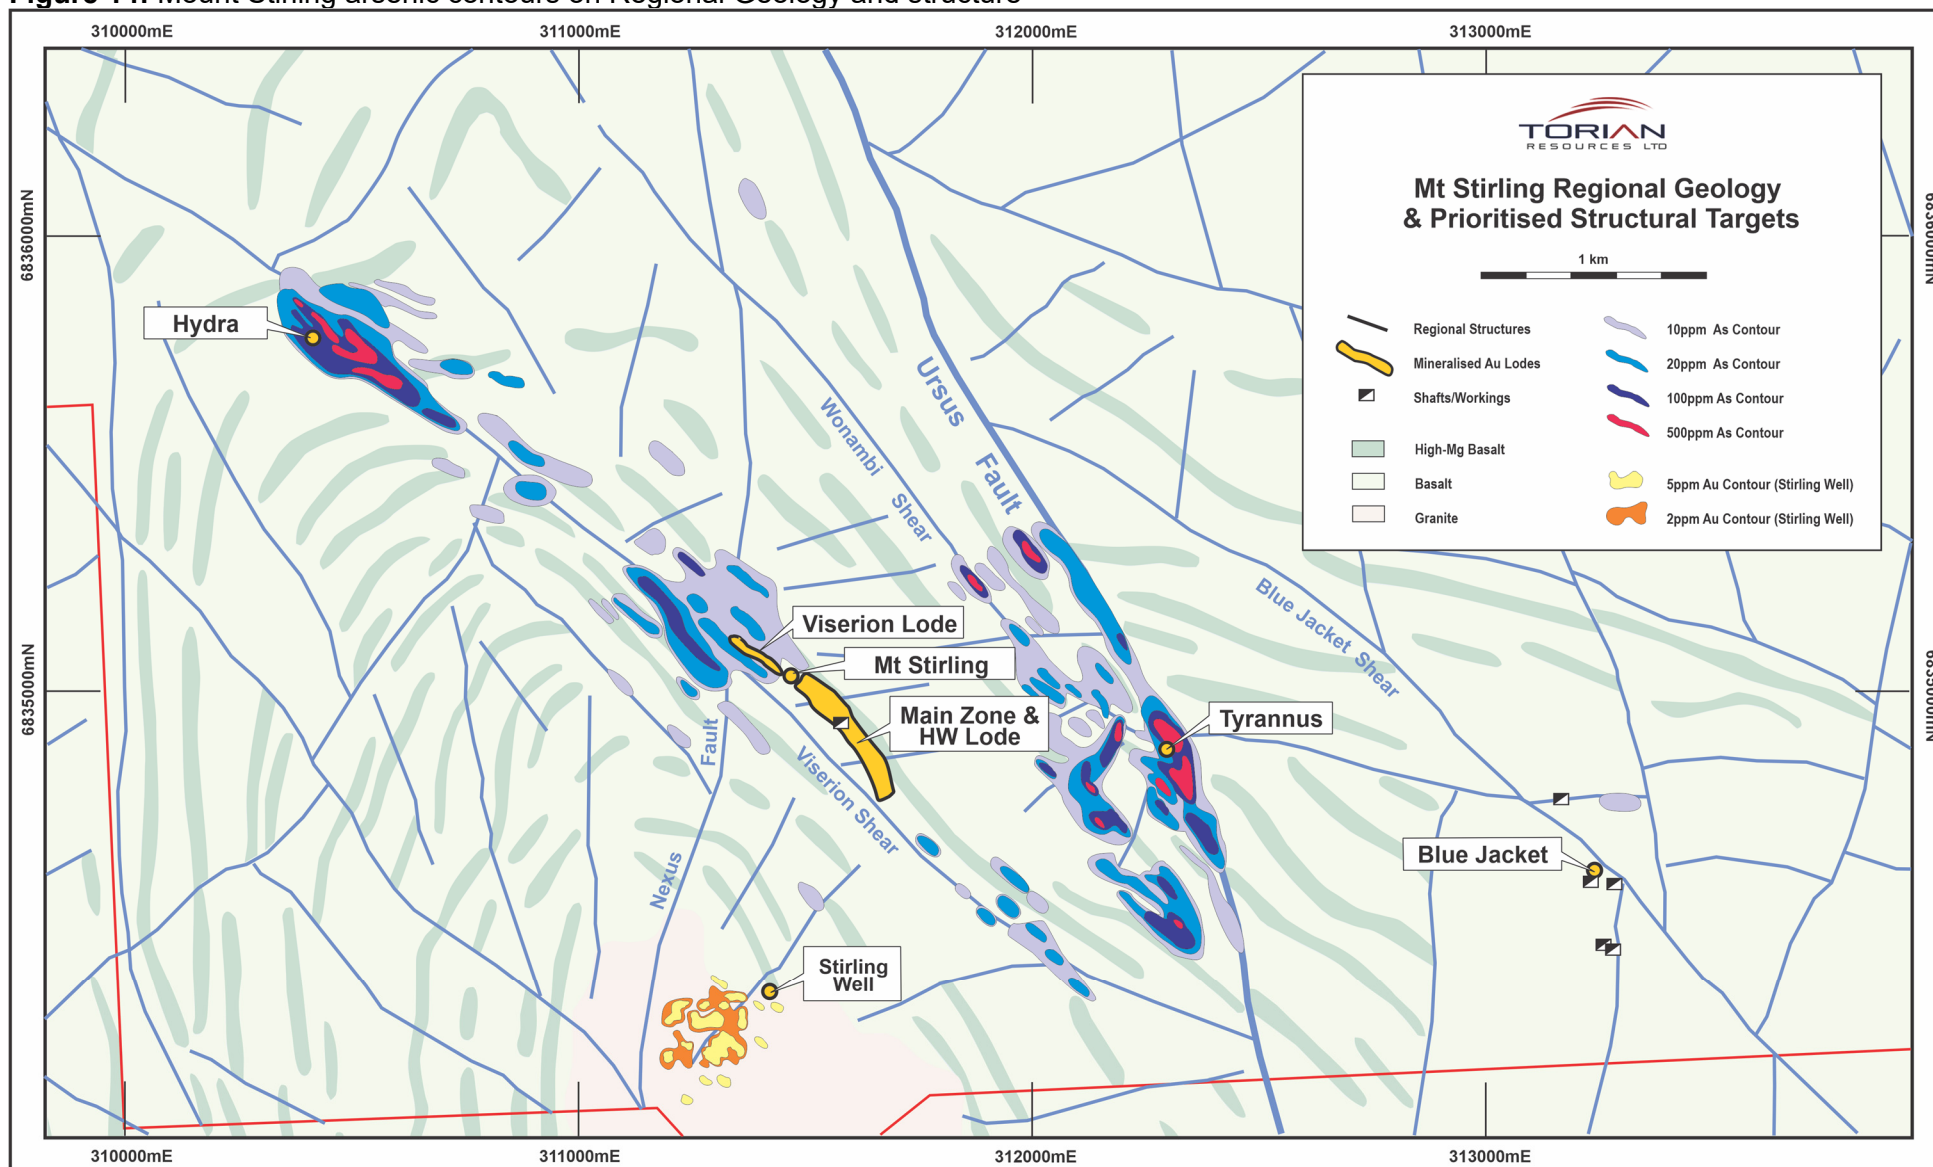 310000mE
311000mE
312000mE
313000mE
TORIAN
RESOURCES LTD
Mt Stirling Regional Geology
& Prioritised Structural Targets
1 km
Regional Structures
Mineralised Au Lodes
Shafts/Workings
High-Mg Basalt
Basalt
Granite
10ppm As Contour
20ppm As Contour
100ppm As Contour
500ppm As Contour
5ppm Au Contour (Stirling Well)
2ppm Au Contour (Stirling Well)
6836000mN
Hydra
Ursus
Fault
Wonambi
Shear
Blue Jacket Shear
Viserion Lode
Mt Stirling
6835000mN
Main Zone &
HW Lode
Tyrannus
Fault
Nexus
Viserion Shear
Blue Jacket
Stirling
Well
310000mE
311000mE
312000mE
313000mE